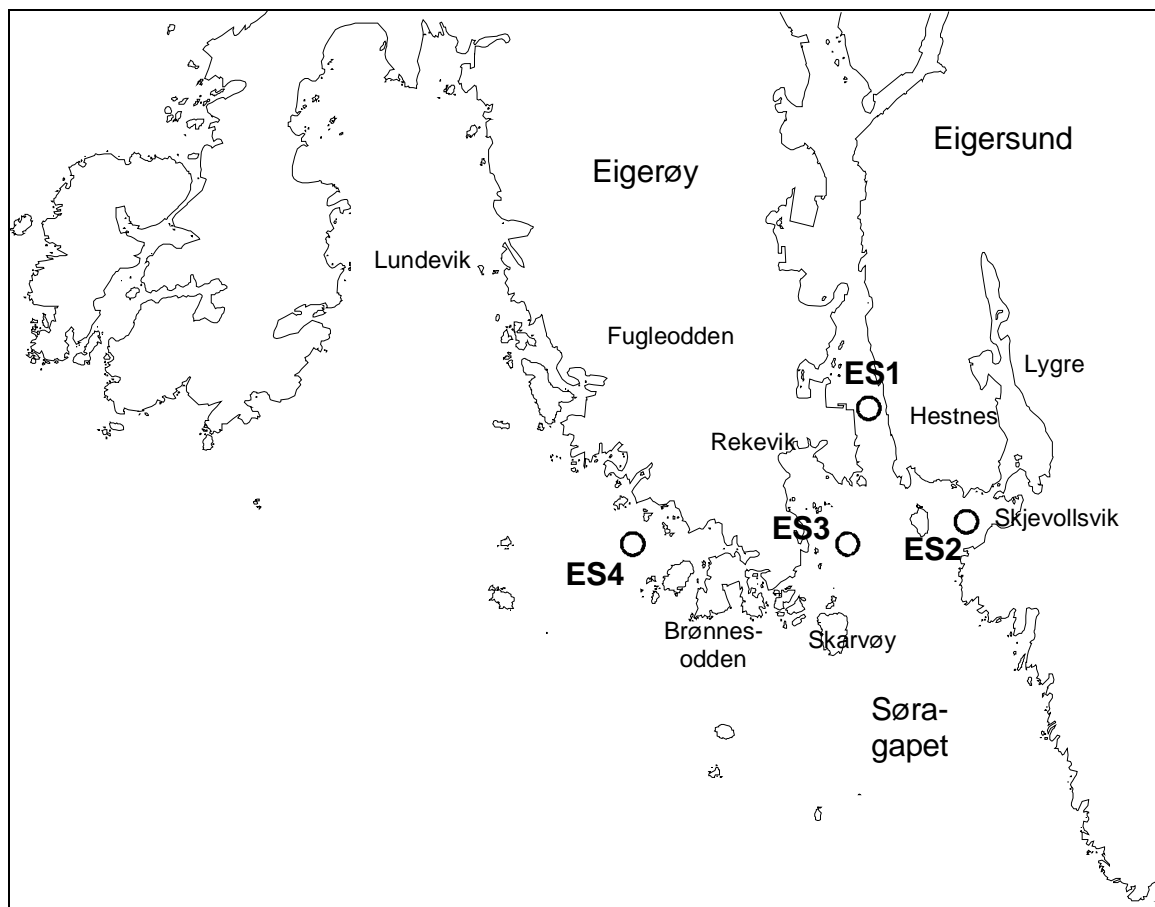 Eigersund
Eigerøy
Lundevik
Fugleodden
Lygre
ES1
Hestnes
Rekevik
Skjevollsvik
ES3
ES2
ES4
Brønnes-
odden
Skarvøy
Søra-
gapet